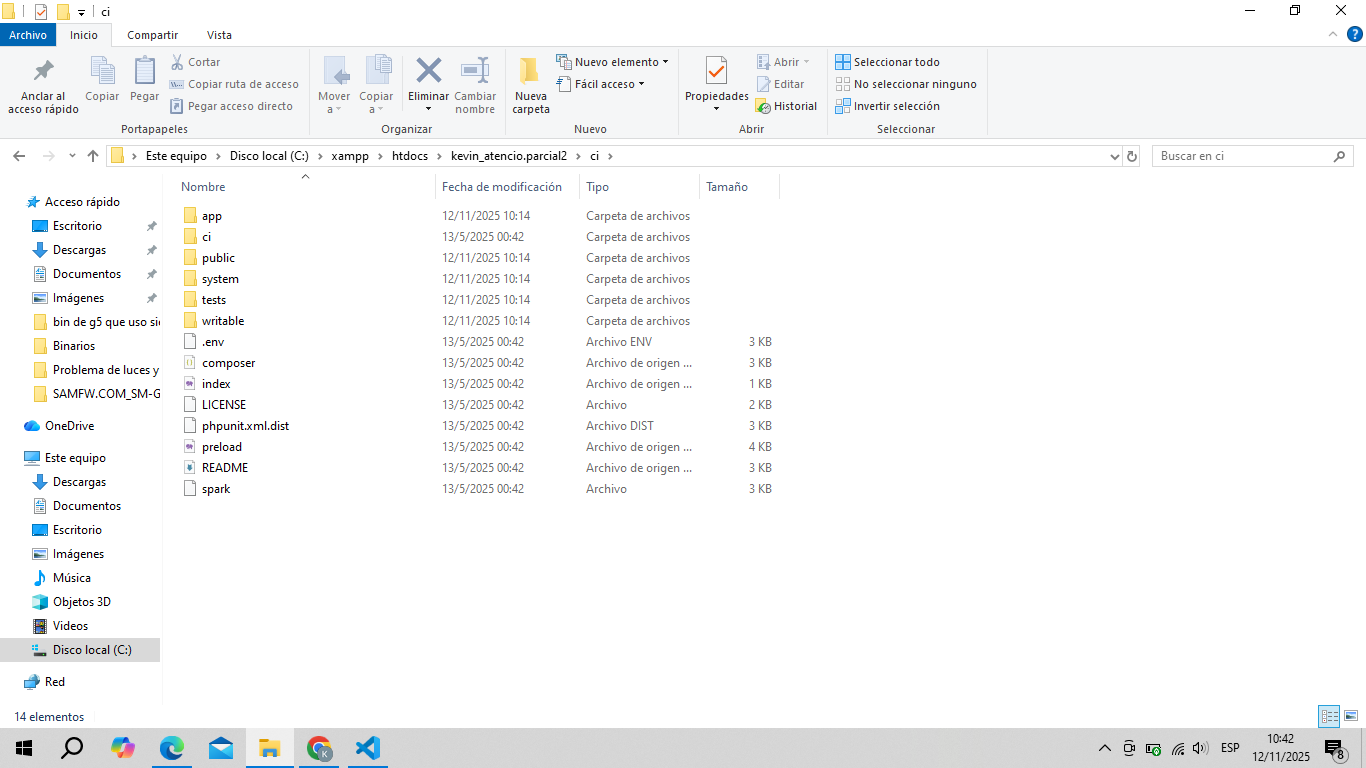 ci
Archivo Inicio Compartir Vista
Anclar al acceso rápido
Copiar
Pegar
Cortar
Copiar ruta de acceso
Pegar acceso directo
Portapapeles
Mover a
Copiar a
Eliminar
Cambiar nombre
Organizar
Nueva carpeta
Nuevo elemento
Fácil acceso
Nuevo
Propiedades
Abrir
Editar
Historial
Abrir
Seleccionar todo
No seleccionar ninguno
Invertir selección
Seleccionar
Este equipo > Disco local (C:) > xampp > htdocs > kevin_atencio.parcial2 > ci >
Buscar en ci
Acceso rápido
Escritorio
Descargas
Documentos
Imágenes
bin de g5 que uso si
Binarios
Problema de luces y
SAMFW.COM_SM-G
OneDrive
Este equipo
Descargas
Documentos
Escritorio
Imágenes
Música
Objetos 3D
Videos
Disco local (C:)
Red
Nombre Fecha de modificación Tipo Tamaño
app 12/11/2025 10:14 Carpeta de archivos
ci 13/5/2025 00:42 Carpeta de archivos
public 12/11/2025 10:14 Carpeta de archivos
system 12/11/2025 10:14 Carpeta de archivos
tests 12/11/2025 10:14 Carpeta de archivos
writable 12/11/2025 10:14 Carpeta de archivos
.env 13/5/2025 00:42 Archivo ENV 3 KB
composer 13/5/2025 00:42 Archivo de origen ... 3 KB
index 13/5/2025 00:42 Archivo de origen ... 1 KB
LICENSE 13/5/2025 00:42 Archivo 2 KB
phpunit.xml.dist 13/5/2025 00:42 Archivo DIST 3 KB
preload 13/5/2025 00:42 Archivo de origen ... 4 KB
README 13/5/2025 00:42 Archivo de origen ... 3 KB
spark 13/5/2025 00:42 Archivo 3 KB
14 elementos
K
ESP
10:42
12/11/2025
8